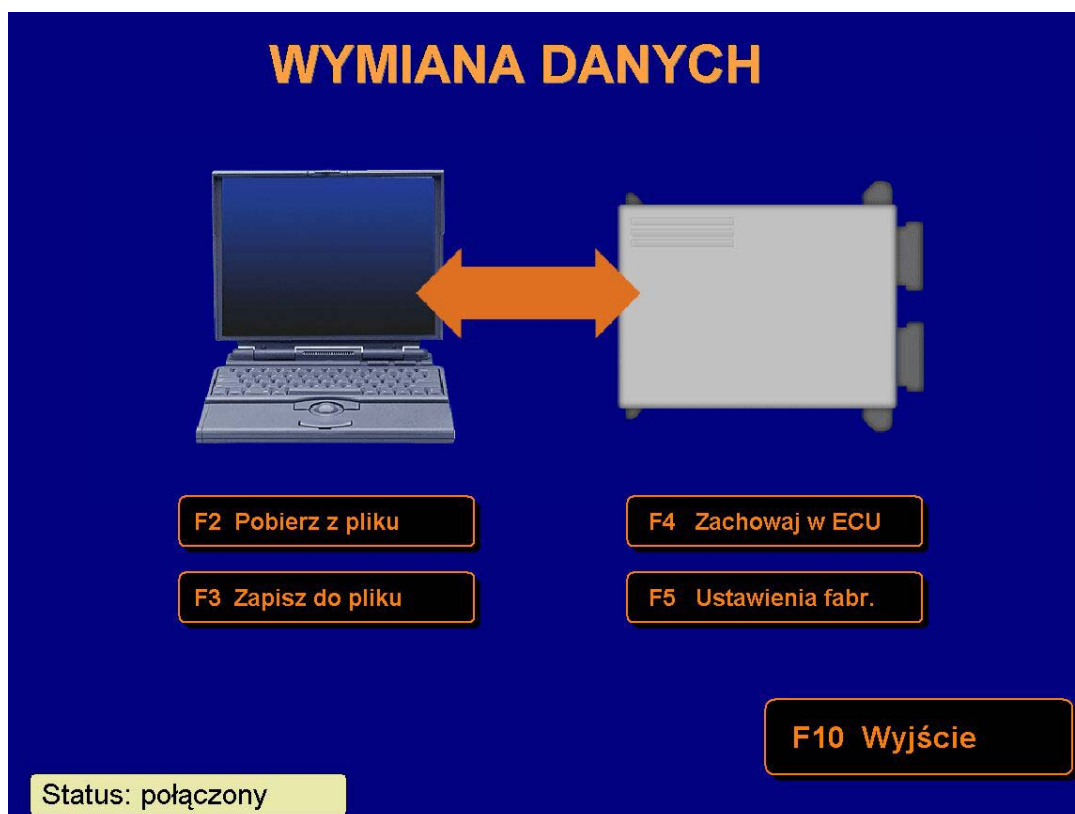 WYMIANA DANYCH
F2 Pobierz z pliku
F4 Zachowaj w ECU
F3 Zapisz do pliku
F5 Ustawienia fabr.
F10 Wyjście
Status: połączony